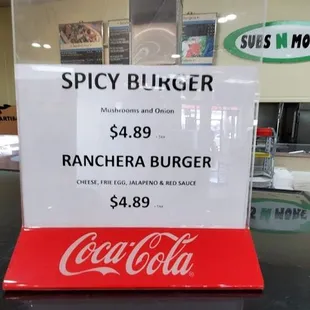 SUBS N MORE
SPICY BURGER
Mushrooms and Onion
$4.89
RANCHERA BURGER
CHEESE, FRIE EGG, JALAPENO & RED SAUCE
$4.89
Coca-Cola